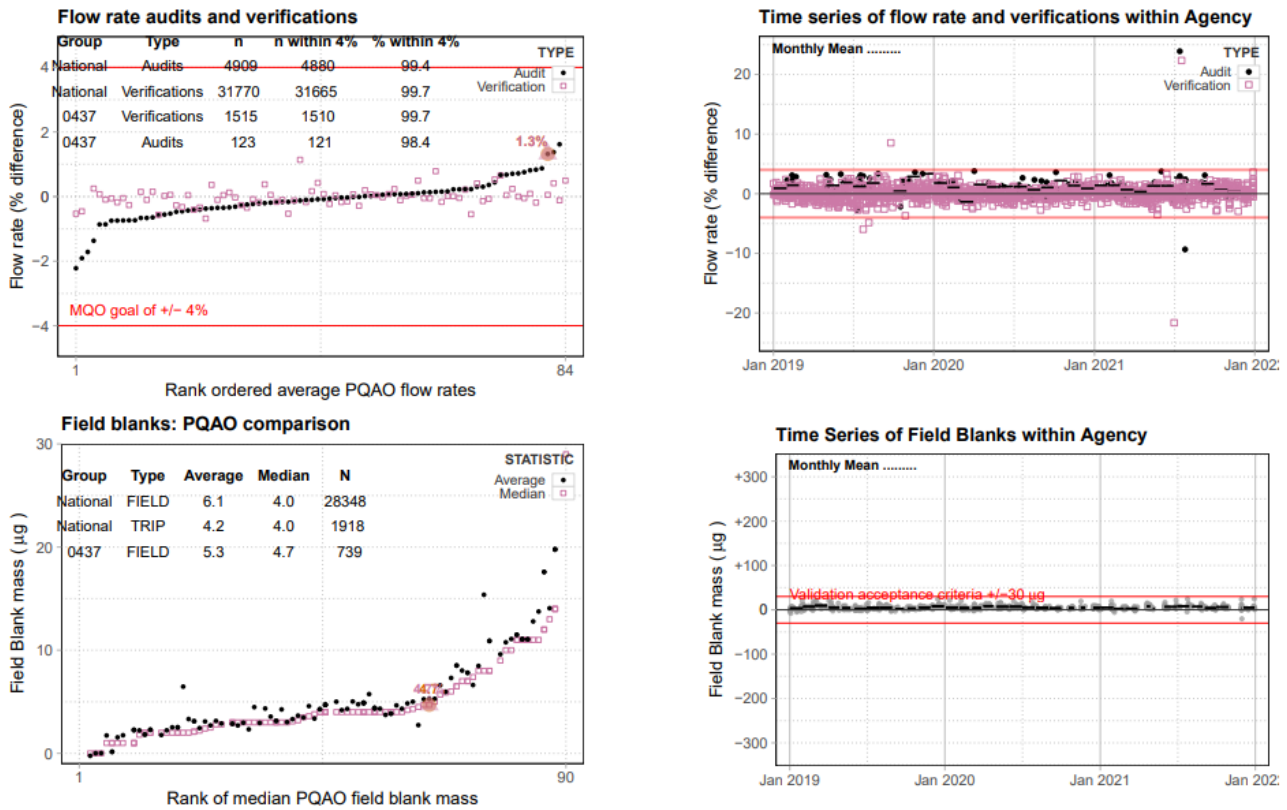 Flow rate audits and verifications
Group Type n n within 4% % within 4%
National Audits 4909 4880 99.4
National Verifications 31770 31665 99.7
0437 Verifications 1515 1510 99.7
0437 Audits 123 121 98.4
TYPE
Audit
Verification
1.3%
MQO goal of +/− 4%
Flow rate (% difference)
4
2
0
−2
−4
1
84
Rank ordered average PQAO flow rates
Time series of flow rate and verifications within Agency
Monthly Mean .........
TYPE
Audit
Verification
Flow rate (% difference)
20
10
0
−10
−20
Jan 2019
Jan 2020
Jan 2021
Jan 2022
Field blanks: PQAO comparison
Group Type Average Median N
National FIELD 6.1 4.0 28348
National TRIP 4.2 4.0 1918
0437 FIELD 5.3 4.7 739
STATISTIC
Average
Median
Field Blank mass ( µg )
30
20
10
0
1
90
Rank of median PQAO field blank mass
Time Series of Field Blanks within Agency
Monthly Mean .........
Validation acceptance criteria +/−30 µg
Field Blank mass ( µg )
+300
+200
+100
0
−100
−200
−300
Jan 2019
Jan 2020
Jan 2021
Jan 2022